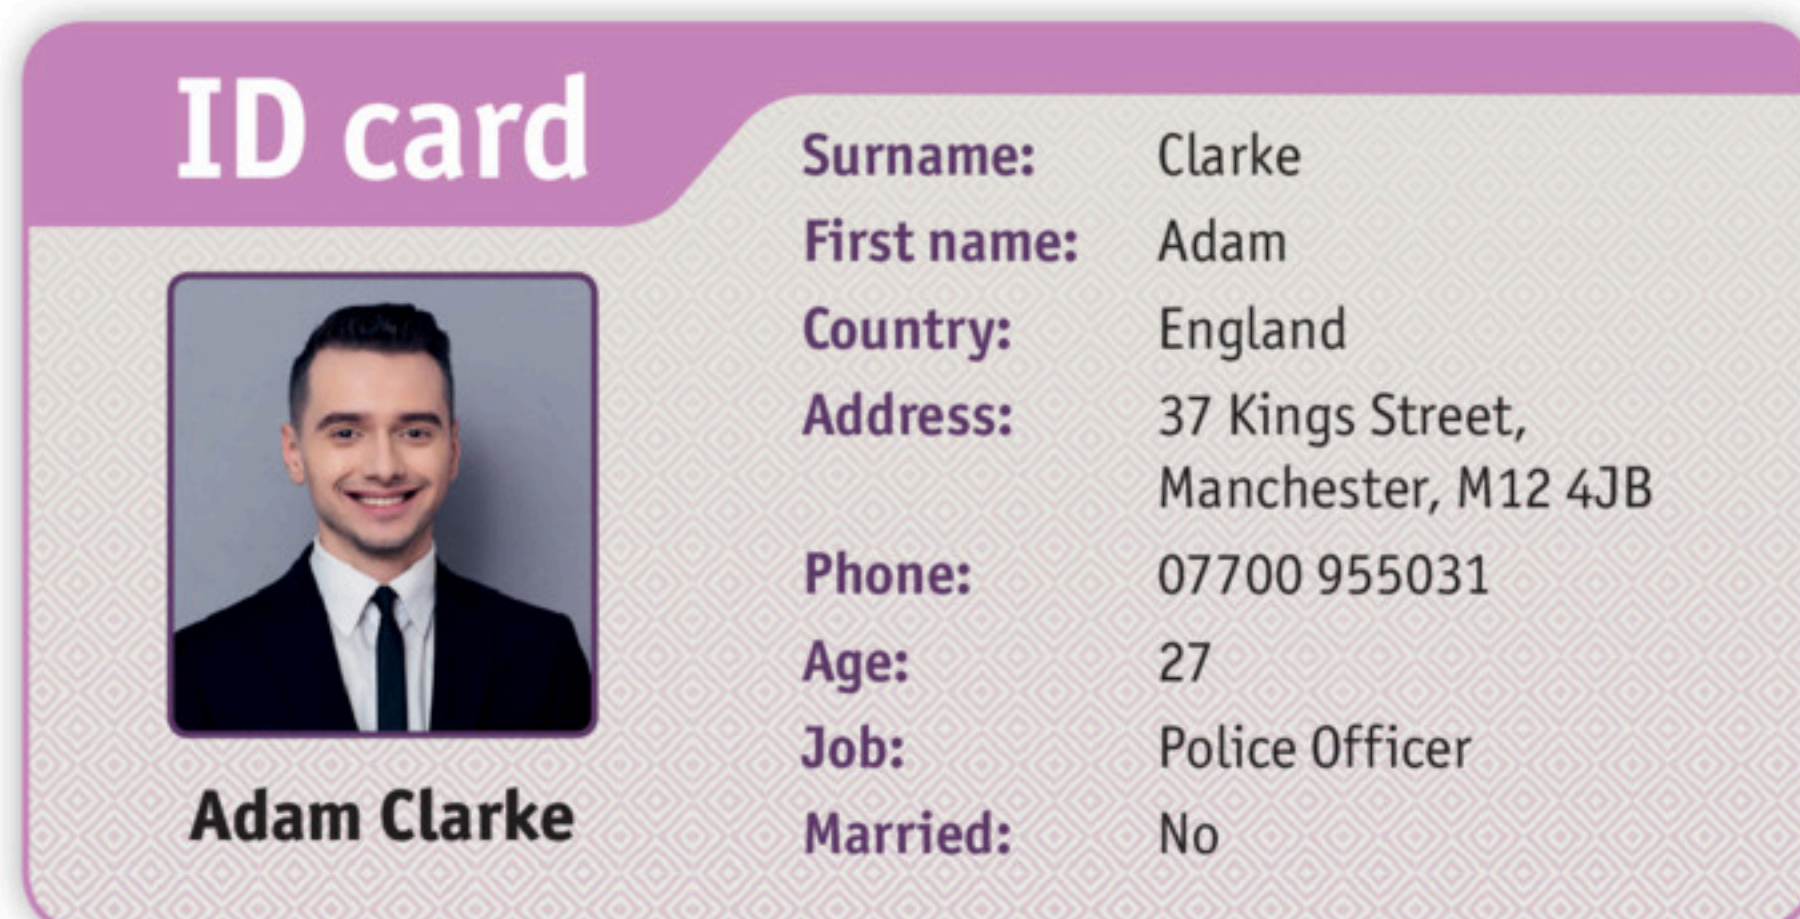 ID card
Surname: Clarke
First name: Adam
Country: England
Address: 37 Kings Street,
Manchester, M12 4JB
Phone: 07700 955031
Age: 27
Job: Police Officer
Married: No
Adam Clarke